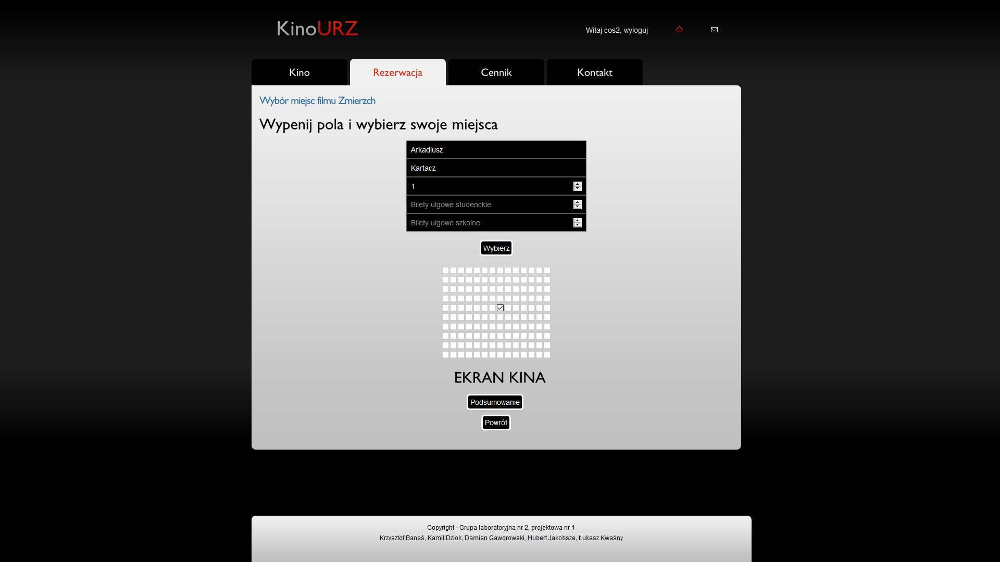 KinoURZ
Witaj cos2, wyloguj
Kino
Rezerwacja
Cennik
Kontakt
Wybór miejsc filmu Zmierzch
Wypenij pola i wybierz swoje miejsca
Arkadiusz
Kartacz
1
Bilety ulgowe studenckie
Bilety ulgowe szkolne
Wybierz
EKRAN KINA
Podsumowanie
Powrót
Copyright - Grupa laboratoryjna nr 2, projektowa nr 1
Krzysztof Banaś, Kamil Dziok, Damian Gaworowski, Hubert Jakobsze, Łukasz Kwaśny